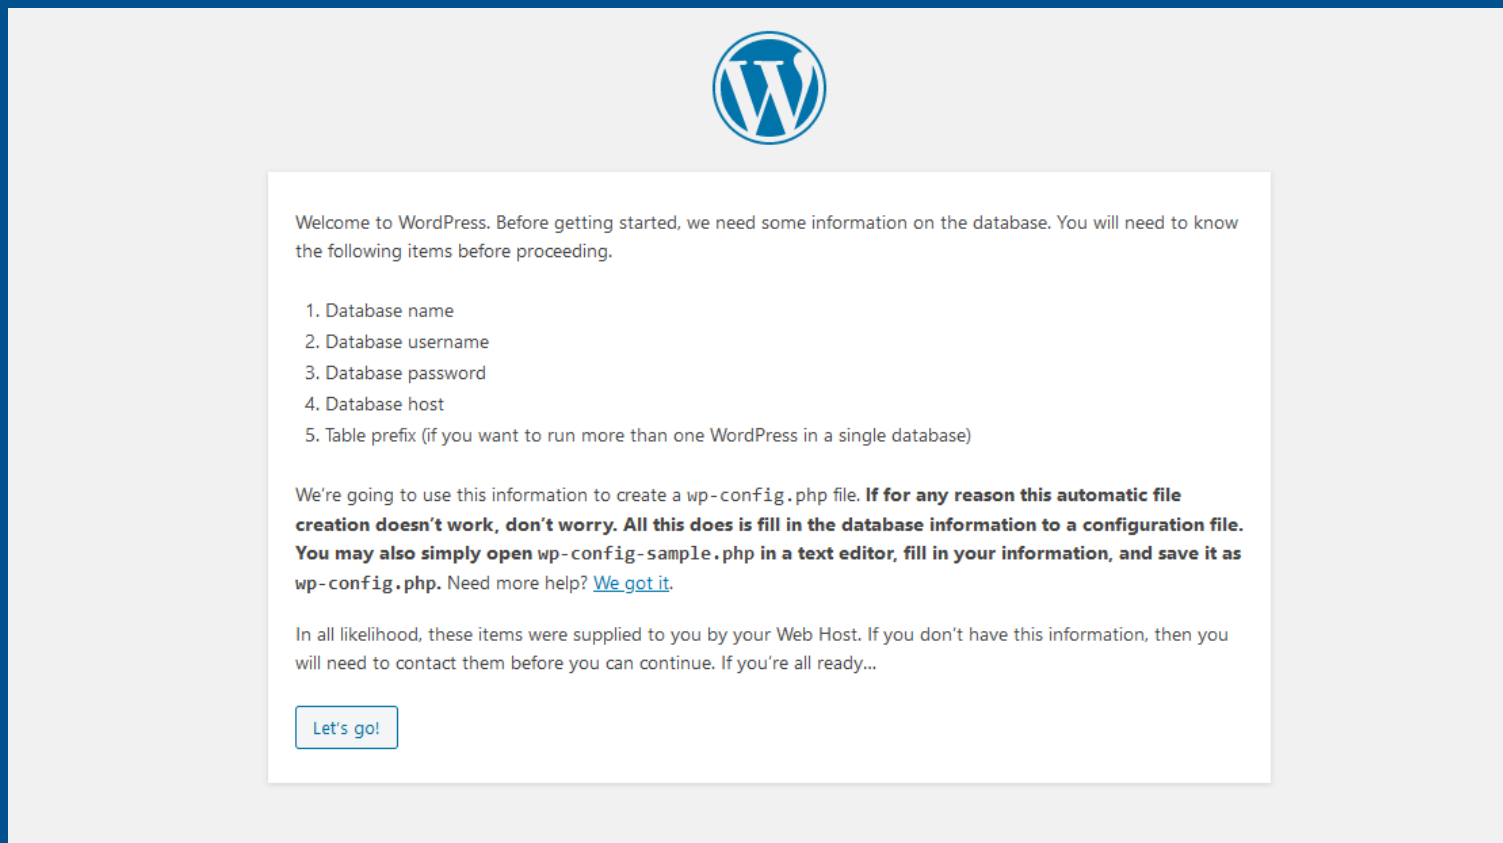 Welcome to WordPress. Before getting started, we need some information on the database. You will need to know
the following items before proceeding.
1. Database name
2. Database username
3. Database password
4. Database host
5. Table prefix (if you want to run more than one WordPress in a single database)
We’re going to use this information to create a wp-config.php file. If for any reason this automatic file
creation doesn’t work, don’t worry. All this does is fill in the database information to a configuration file.
You may also simply open wp-config-sample.php in a text editor, fill in your information, and save it as
wp-config.php. Need more help? We got it.
In all likelihood, these items were supplied to you by your Web Host. If you don’t have this information, then you
will need to contact them before you can continue. If you’re all ready…
Let’s go!